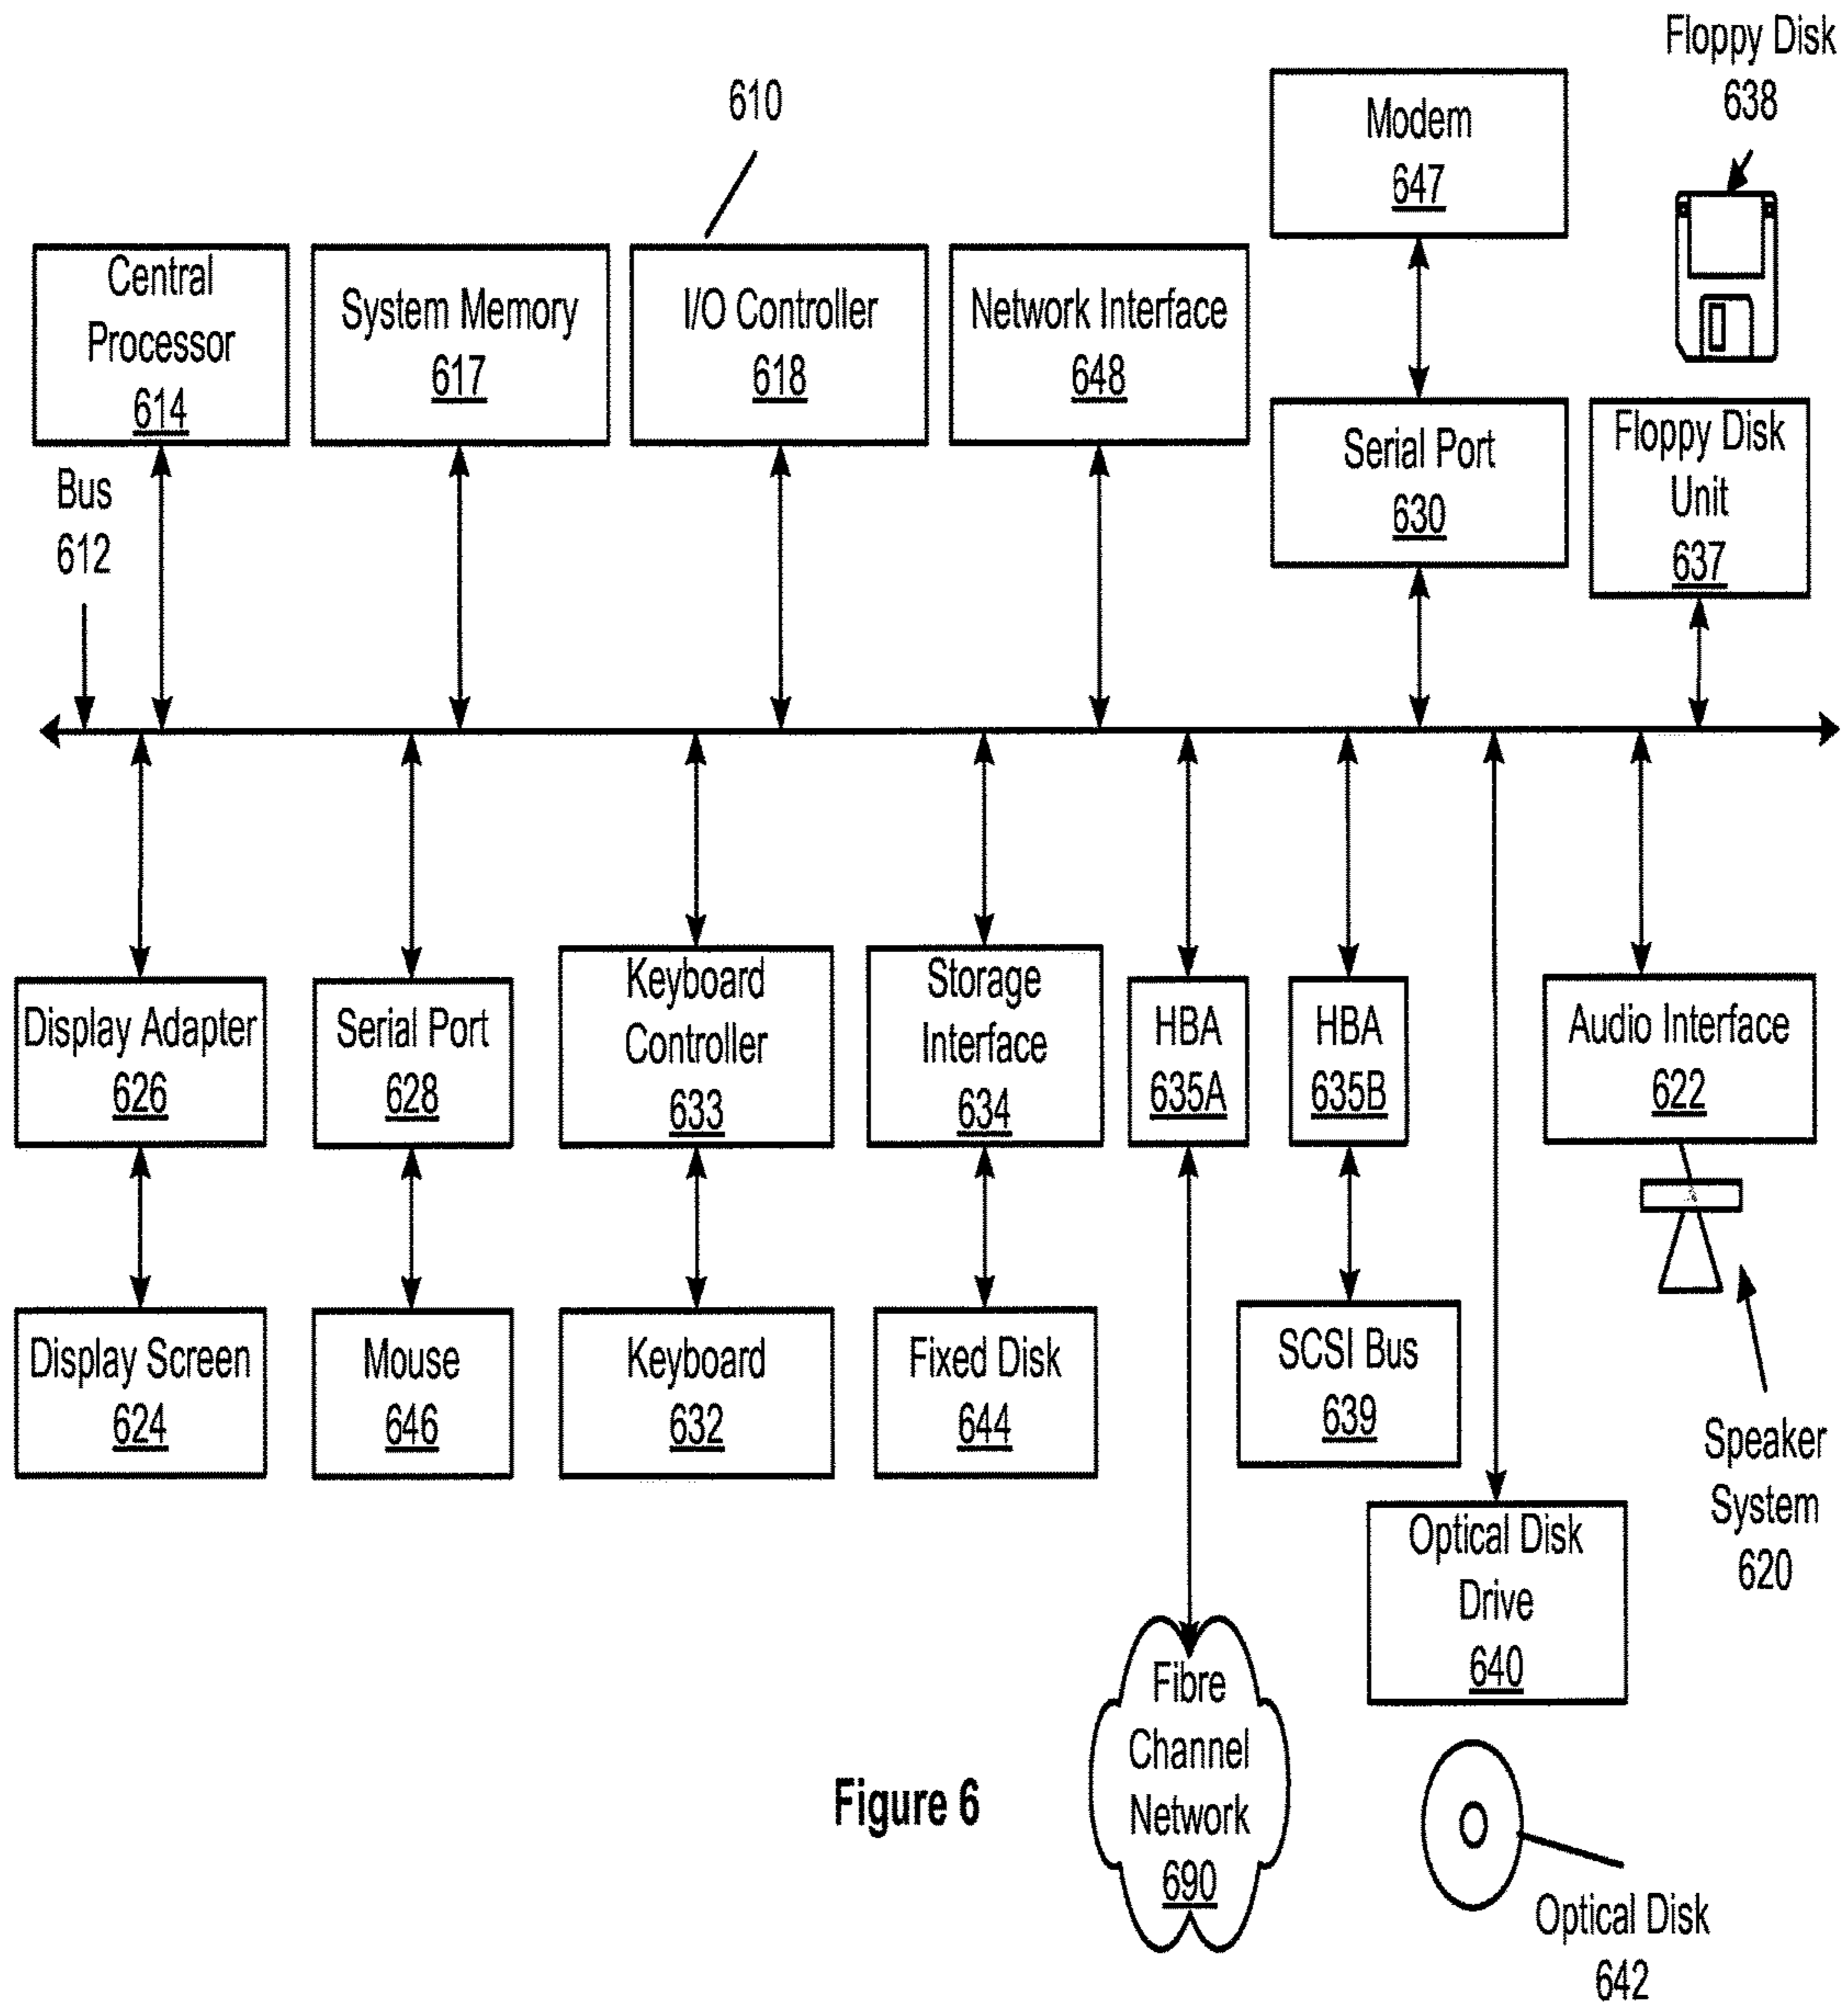 Floppy Disk
638
610
Modem
647
Central
Processor
614
System Memory
617
I/O Controller
618
Network Interface
648
Serial Port
630
Floppy Disk
Unit
637
Bus
612
Display Adapter
626
Serial Port
628
Keyboard
Controller
633
Storage
Interface
634
HBA
635A
HBA
635B
Audio Interface
622
Display Screen
624
Mouse
646
Keyboard
632
Fixed Disk
644
SCSI Bus
639
Speaker
System
620
Optical Disk
Drive
640
Fibre
Channel
Network
690
Figure 6
Optical Disk
642